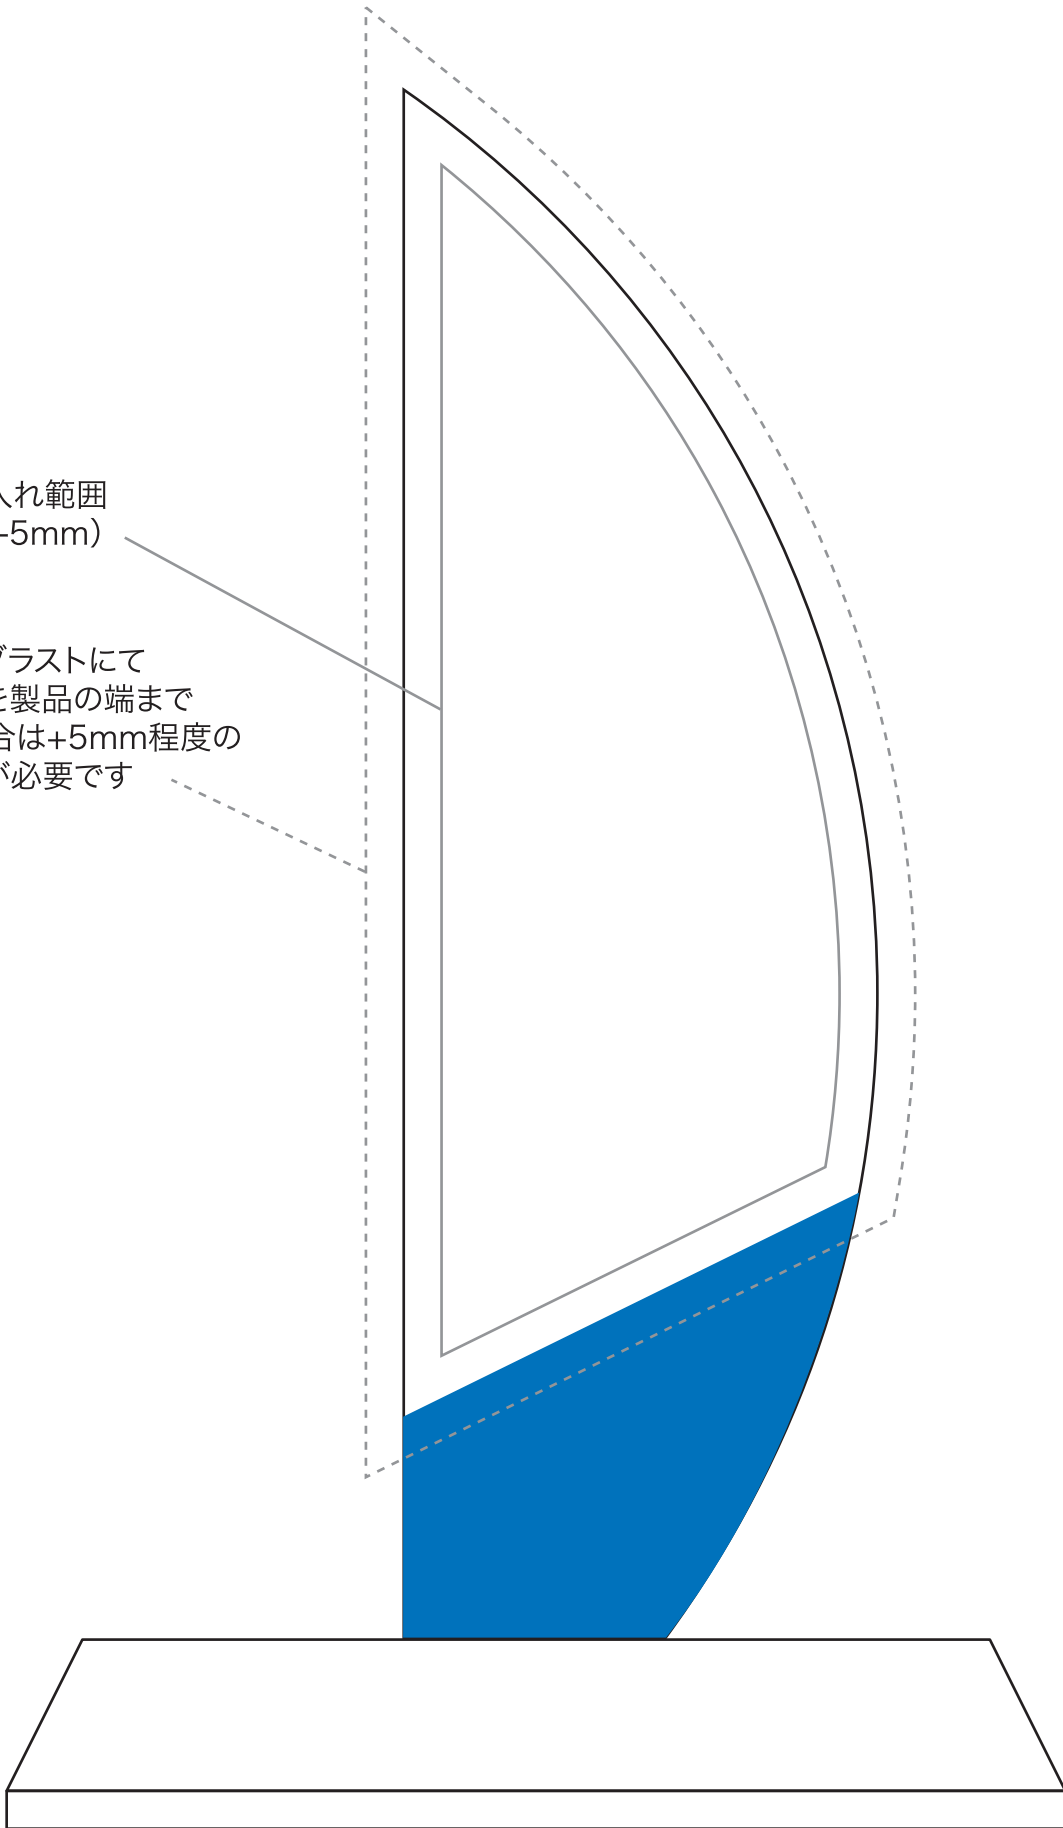 入れ範囲
-5mm）
ブラストにて
を製品の端まで
合は+5mm程度の
が必要です